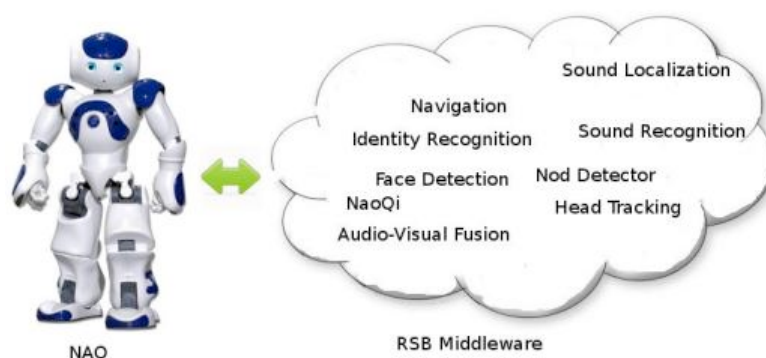 Sound Localization
Navigation
Identity Recognition
Sound Recognition
Face Detection
Nod Detector
NaoQi
Head Tracking
Audio-Visual Fusion
RSB Middleware
NAO